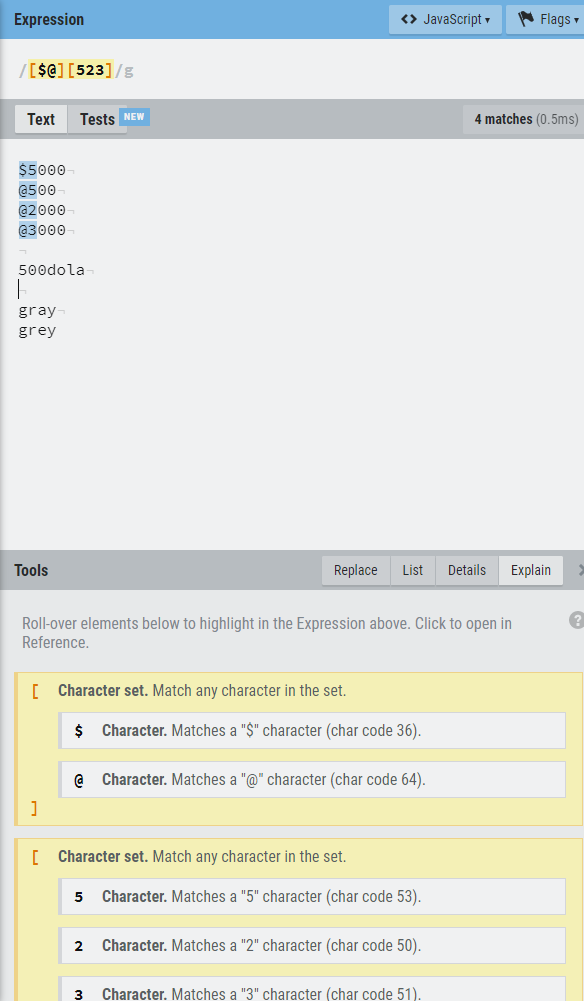 Expression
<> JavaScript ▾
Flags ▾
/[$@][523]/g
Text
Tests
NEW
4 matches (0.5ms)
$5000¬
@500¬
@2000¬
@3000¬
¬
500dola¬
¬
gray¬
grey
Tools
Replace
List
Details
Explain
?
Roll-over elements below to highlight in the Expression above. Click to open in
Reference.
[ Character set. Match any character in the set.
$ Character. Matches a "$" character (char code 36).
@ Character. Matches a "@" character (char code 64).
]
[ Character set. Match any character in the set.
5 Character. Matches a "5" character (char code 53).
2 Character. Matches a "2" character (char code 50).
3 Character. Matches a "3" character (char code 51).